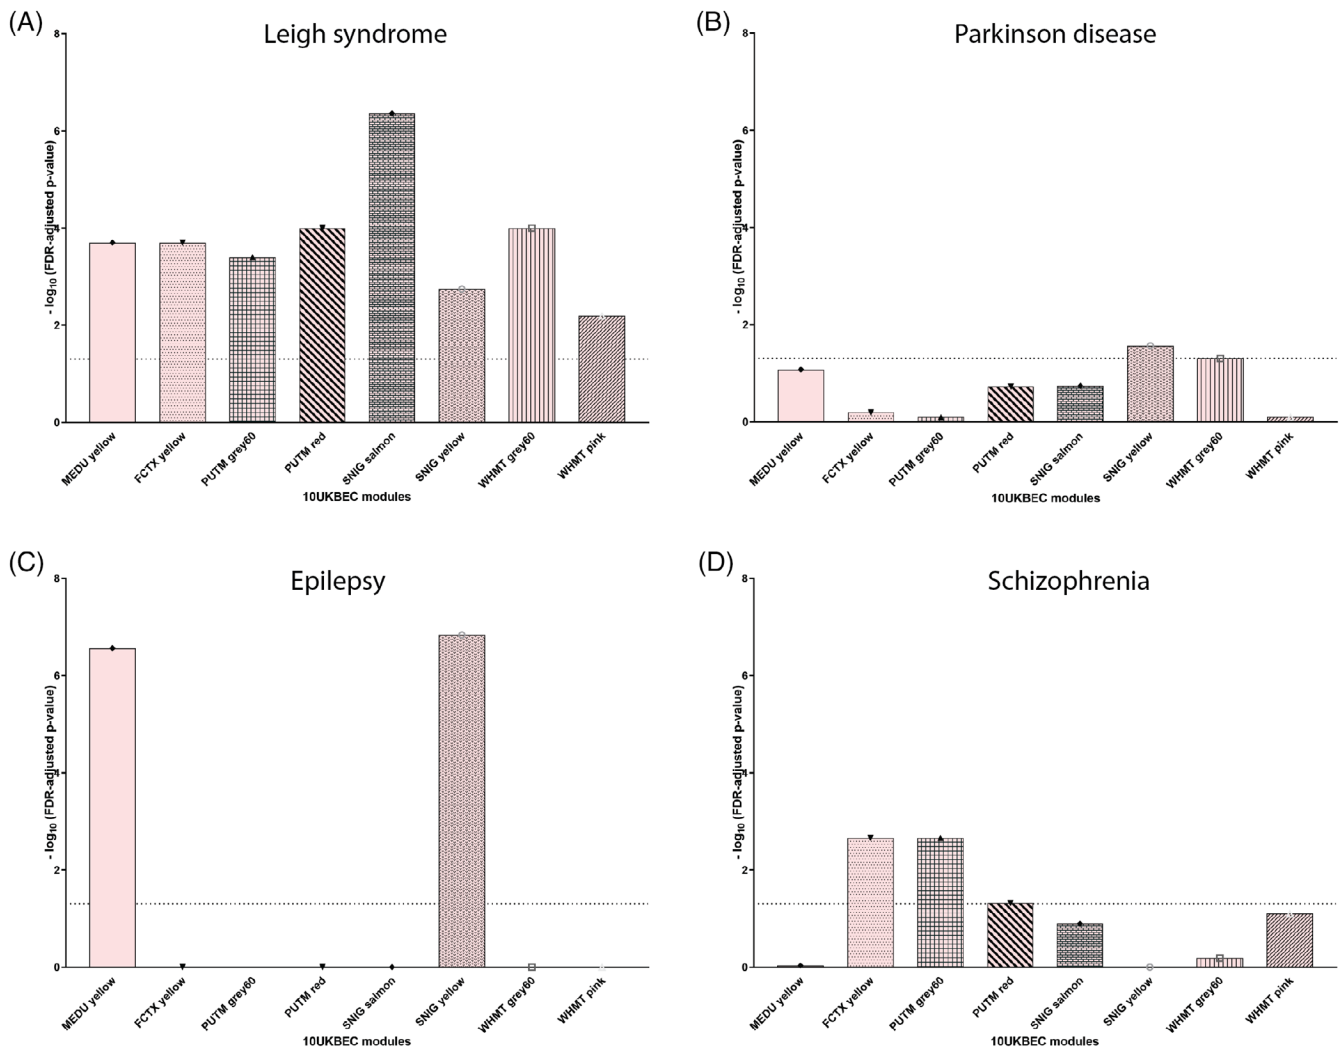 (A)
Leigh syndrome
8
6
4
2
0
- log10 (FDR-adjusted p-value)
MEDU yellow
FCTX yellow
PUTM grey60
PUTM red
SNIG salmon
SNIG yellow
WHMT grey60
WHMT pink
10UKBEC modules
(B)
Parkinson disease
8
6
4
2
0
- log10 (FDR-adjusted p-value)
MEDU yellow
FCTX yellow
PUTM grey60
PUTM red
SNIG salmon
SNIG yellow
WHMT grey60
WHMT pink
10UKBEC modules
(C)
Epilepsy
8
6
4
2
0
- log10 (FDR-adjusted p-value)
MEDU yellow
FCTX yellow
PUTM grey60
PUTM red
SNIG salmon
SNIG yellow
WHMT grey60
WHMT pink
10UKBEC modules
(D)
Schizophrenia
8
6
4
2
0
- log10 (FDR-adjusted p-value)
MEDU yellow
FCTX yellow
PUTM grey60
PUTM red
SNIG salmon
SNIG yellow
WHMT grey60
WHMT pink
10UKBEC modules